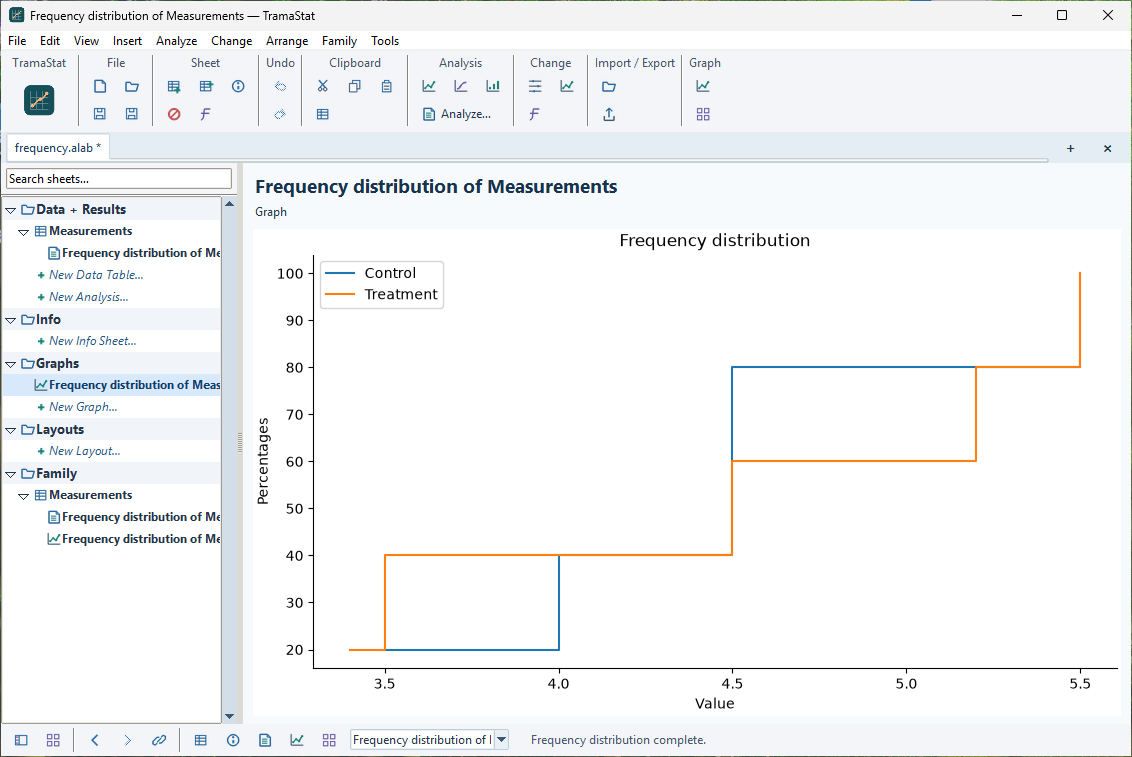 Frequency distribution of Measurements — TramaStat
File Edit View Insert Analyze Change Arrange Family Tools
TramaStat File Sheet Undo Clipboard Analysis Change Import / Export Graph
Analyze...
frequency.alab *
+ ×
Search sheets...
Data + Results
Measurements
Frequency distribution of Me
+ New Data Table...
+ New Analysis...
Info
+ New Info Sheet...
Graphs
Frequency distribution of Meas
+ New Graph...
Layouts
+ New Layout...
Family
Measurements
Frequency distribution of Me
Frequency distribution of Me
Frequency distribution of Measurements
Graph
Frequency distribution
Control
Treatment
100
90
80
70
60
50
40
30
20
Percentages
3.5 4.0 4.5 5.0 5.5
Value
Frequency distribution of I
Frequency distribution complete.